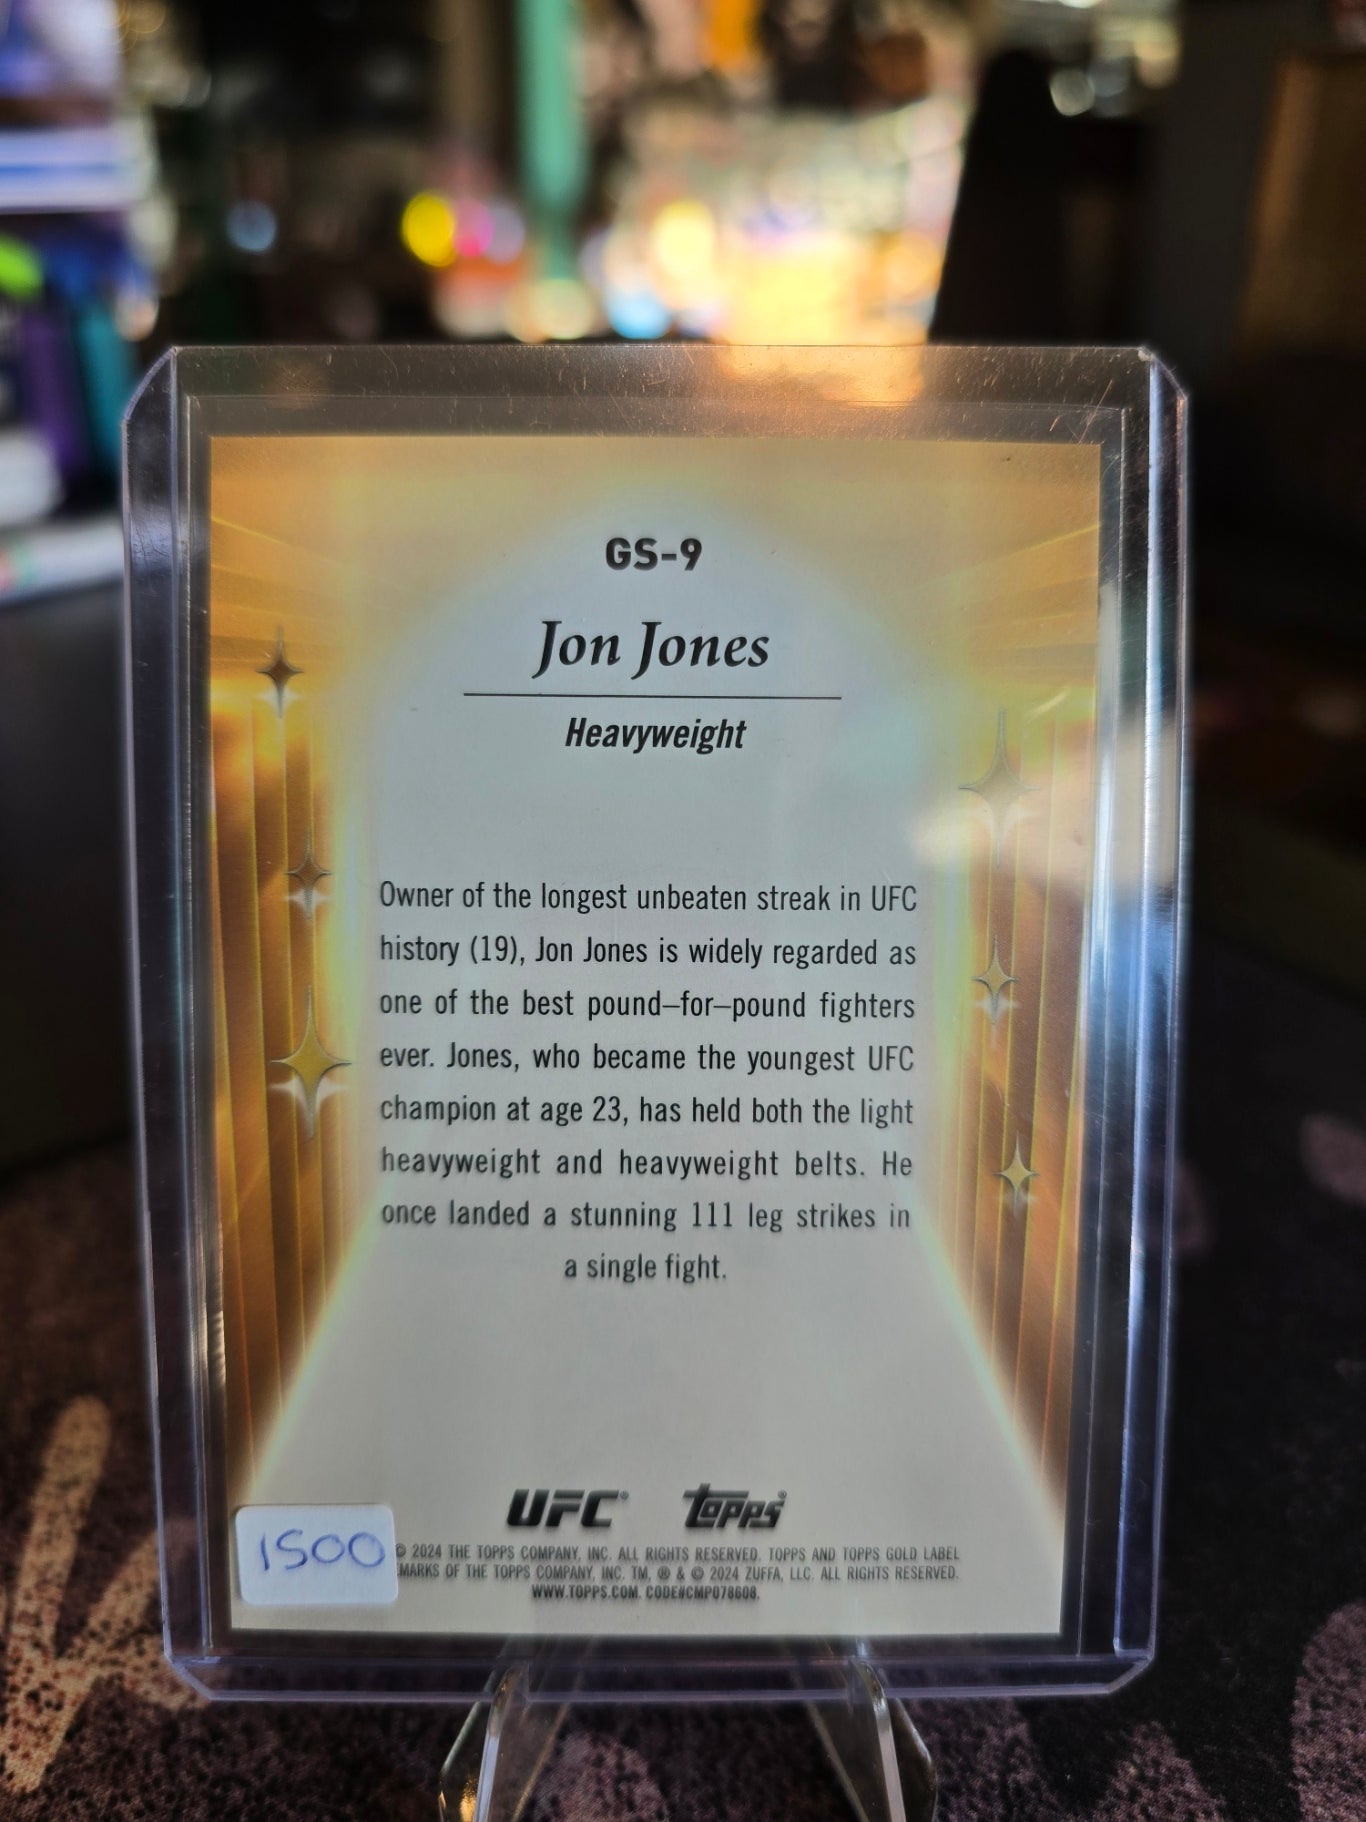 GS-9
Jon Jones
Heavyweight
Owner of the longest unbeaten streak in UFC
history (19), Jon Jones is widely regarded as
one of the best pound–for–pound fighters
ever. Jones, who became the youngest UFC
champion at age 23, has held both the light
heavyweight and heavyweight belts. He
once landed a stunning 111 leg strikes in
a single fight.
UFC® Topps®
1500
© 2024 THE TOPPS COMPANY, INC. ALL RIGHTS RESERVED. TOPPS AND TOPPS GOLD LABEL
MARKS OF THE TOPPS COMPANY, INC. TM, ® & © 2024 ZUFFA, LLC. ALL RIGHTS RESERVED.
WWW.TOPPS.COM. CODE#CMP078608.